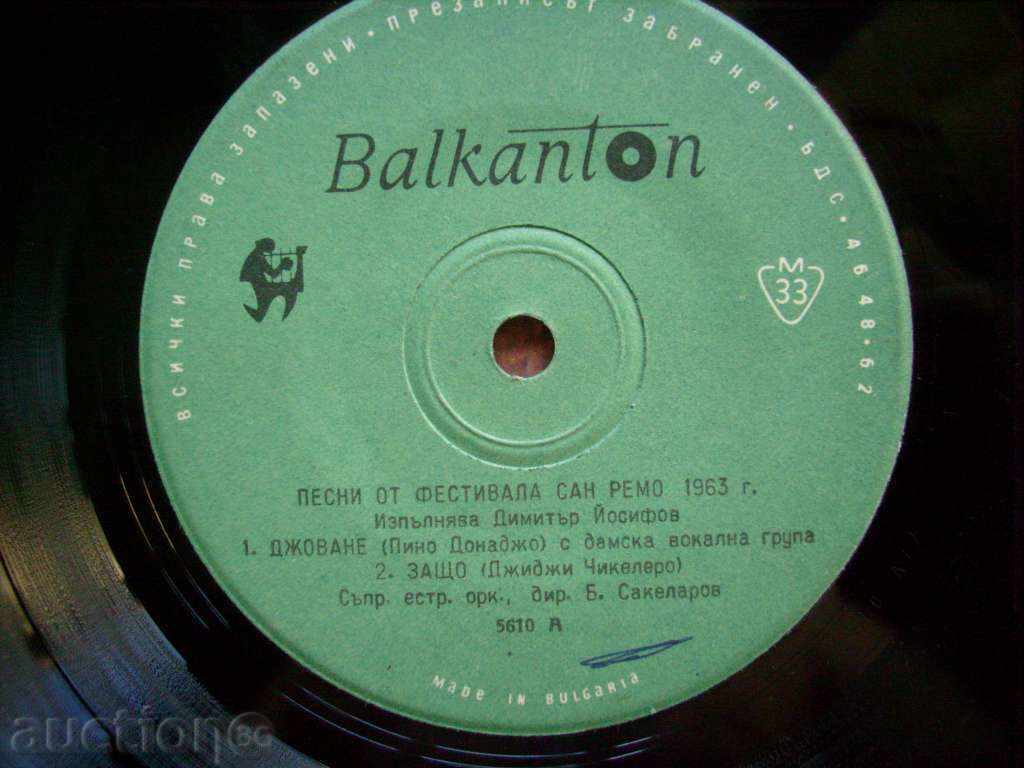 ВСИЧКИ ПРАВА ЗАПАЗЕНИ · ПРЕЗАПИСЪТ ЗАБРАНЕН · БДС · А6 48·62
Balkanton
М
33
ПЕСНИ ОТ ФЕСТИВАЛА САН РЕМО 1963 г.
Изпълнява Димитър Йосифов
1. ДЖОВАНЕ (Пино Донаджо) с дамска вокална група
2. ЗАЩО (Джиджи Чикелеро)
Съпр. естр. орк., дир. Б. Сакеларов
5610 А
MADE IN BULGARIA
auction BG